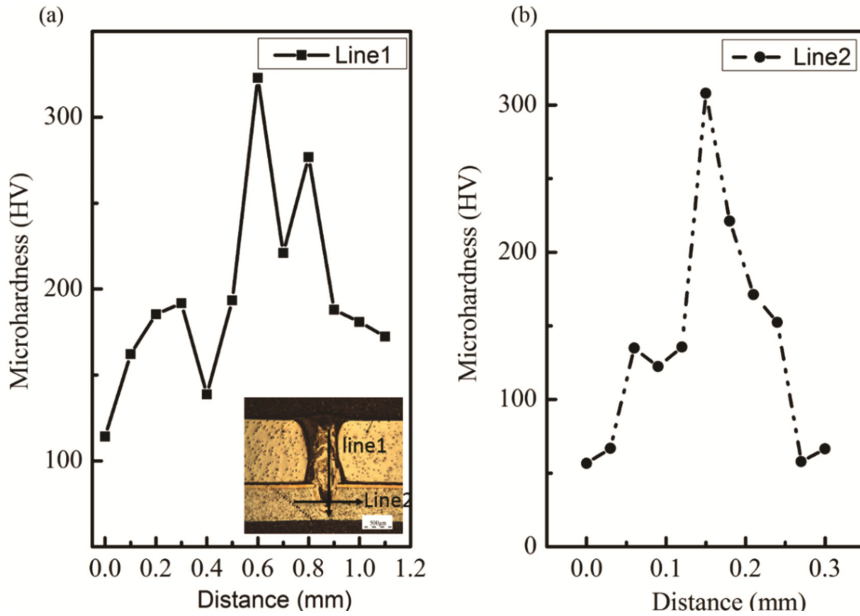 (a)
Line1
Microhardness (HV)
300
200
100
0.0 0.2 0.4 0.6 0.8 1.0 1.2
Distance (mm)
line1
Line2
500μm
(b)
Line2
Microhardness (HV)
300
200
100
0
0.0 0.1 0.2 0.3
Distance (mm)